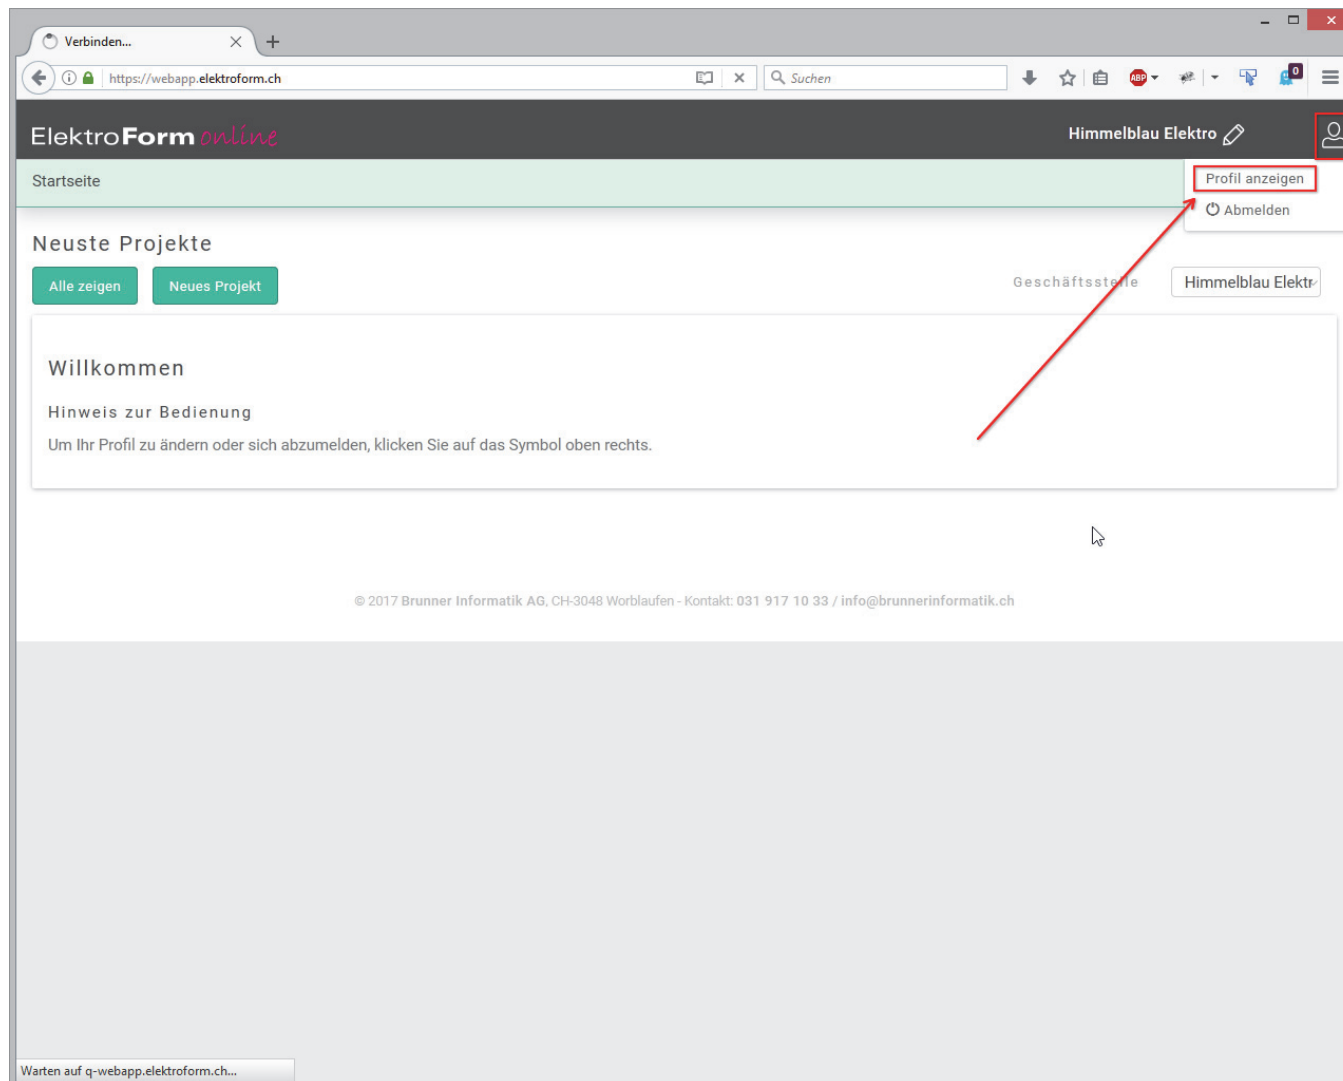 Verbinden...
https://webapp.elektroform.ch
Suchen
ABP
0
ElektroForm online
Himmelblau Elektro
Startseite
Profil anzeigen
Abmelden
Neuste Projekte
Alle zeigen
Neues Projekt
Geschäftsstelle
Himmelblau Elektr
Willkommen
Hinweis zur Bedienung
Um Ihr Profil zu ändern oder sich abzumelden, klicken Sie auf das Symbol oben rechts.
© 2017 Brunner Informatik AG, CH-3048 Worblaufen - Kontakt: 031 917 10 33 / info@brunnerinformatik.ch
Warten auf q-webapp.elektroform.ch...